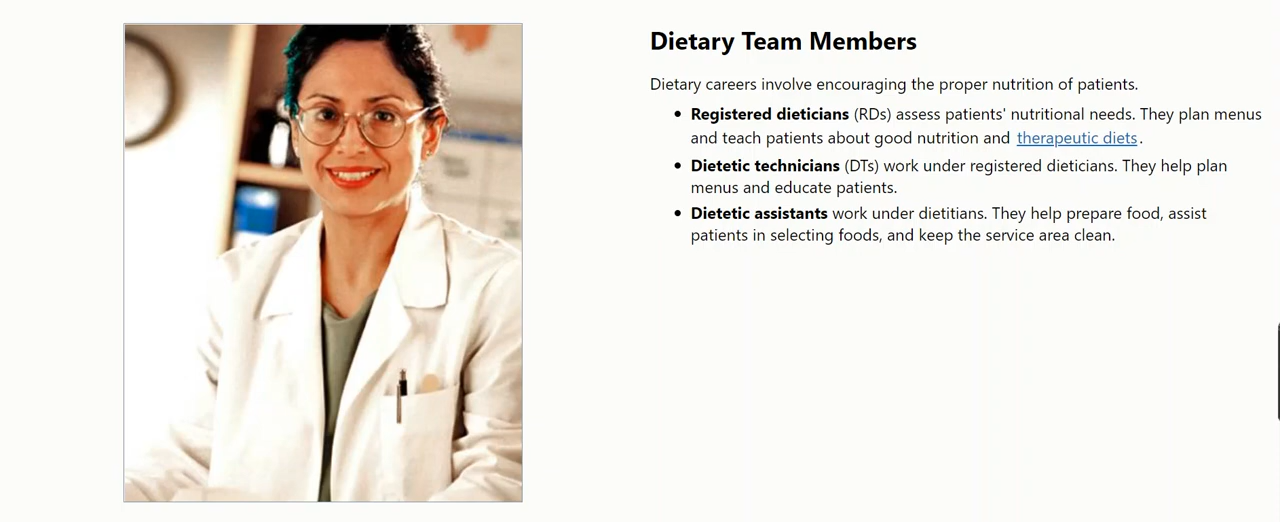 Dietary Team Members
Dietary careers involve encouraging the proper nutrition of patients.
• Registered dieticians (RDs) assess patients' nutritional needs. They plan menus
and teach patients about good nutrition and therapeutic diets.
• Dietetic technicians (DTs) work under registered dieticians. They help plan
menus and educate patients.
• Dietetic assistants work under dietitians. They help prepare food, assist
patients in selecting foods, and keep the service area clean.